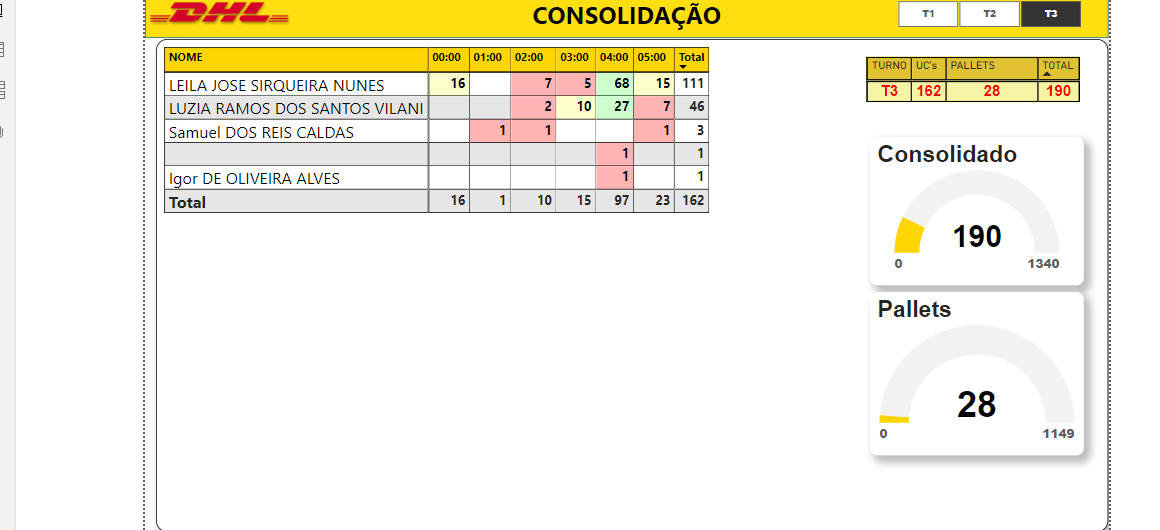 DHL
CONSOLIDAÇÃO
T1 T2 T3
NOME 00:00 01:00 02:00 03:00 04:00 05:00 Total
LEILA JOSE SIRQUEIRA NUNES 16 7 5 68 15 111
LUZIA RAMOS DOS SANTOS VILANI 2 10 27 7 46
Samuel DOS REIS CALDAS 1 1 1 3
1 1
Igor DE OLIVEIRA ALVES 1 1
Total 16 1 10 15 97 23 162
TURNO UC's PALLETS TOTAL
T3 162 28 190
Consolidado
190
0 1340
Pallets
28
0 1149